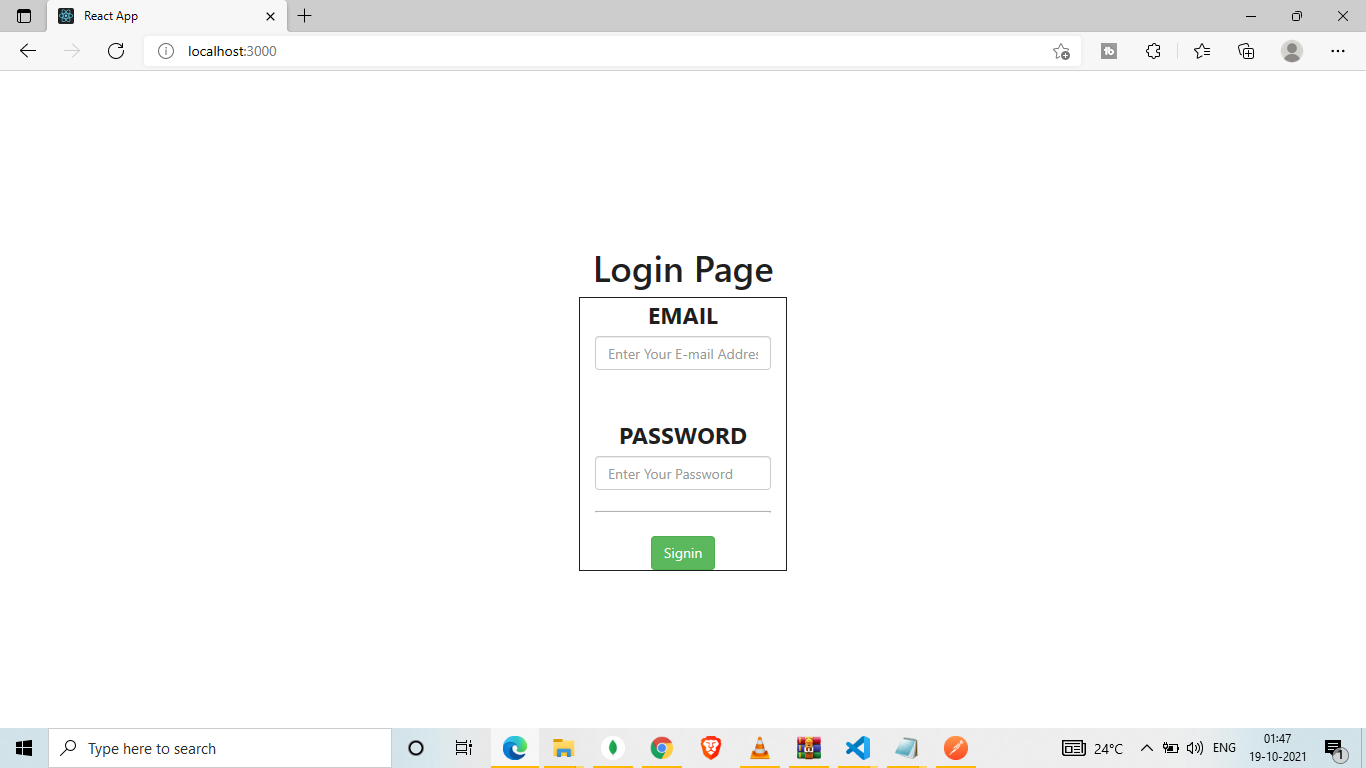 React App
localhost:3000
Login Page
EMAIL
Enter Your E-mail Addres
PASSWORD
Enter Your Password
Signin
Type here to search
24°C
ENG
01:47
19-10-2021
1